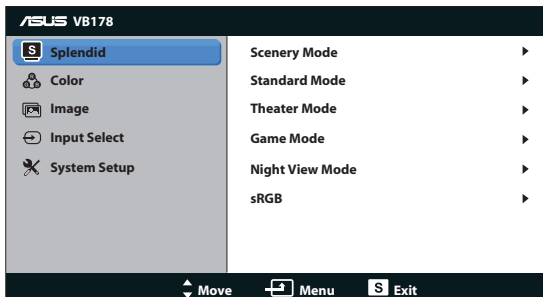 ASUS VB178
S Splendid
Color
Image
Input Select
System Setup
Scenery Mode
Standard Mode
Theater Mode
Game Mode
Night View Mode
sRGB
Move Menu S Exit